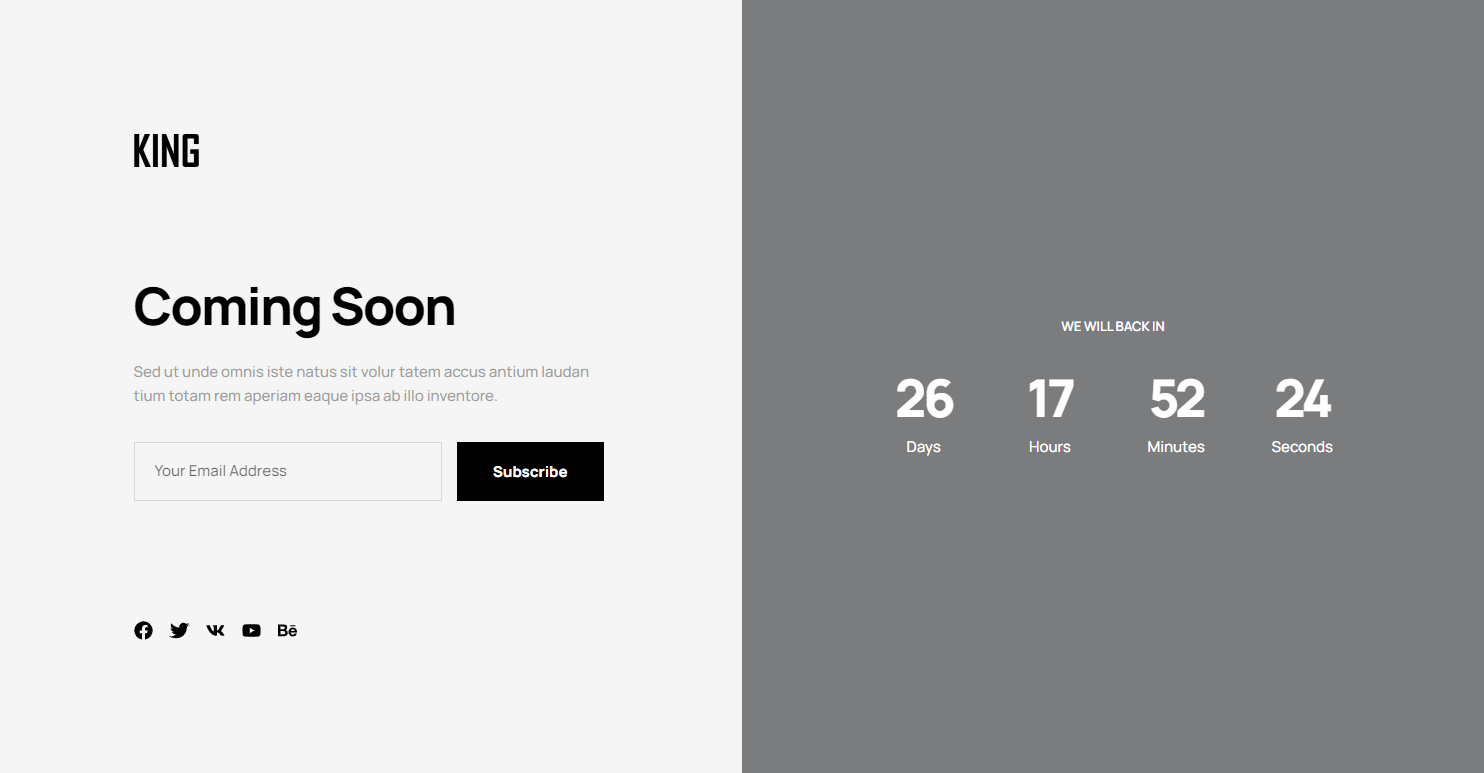 KING
Coming Soon
Sed ut unde omnis iste natus sit volur tatem accus antium laudan
tium totam rem aperiam eaque ipsa ab illo inventore.
Your Email Address
Subscribe
WE WILL BACK IN
26 17 52 24
Days Hours Minutes Seconds